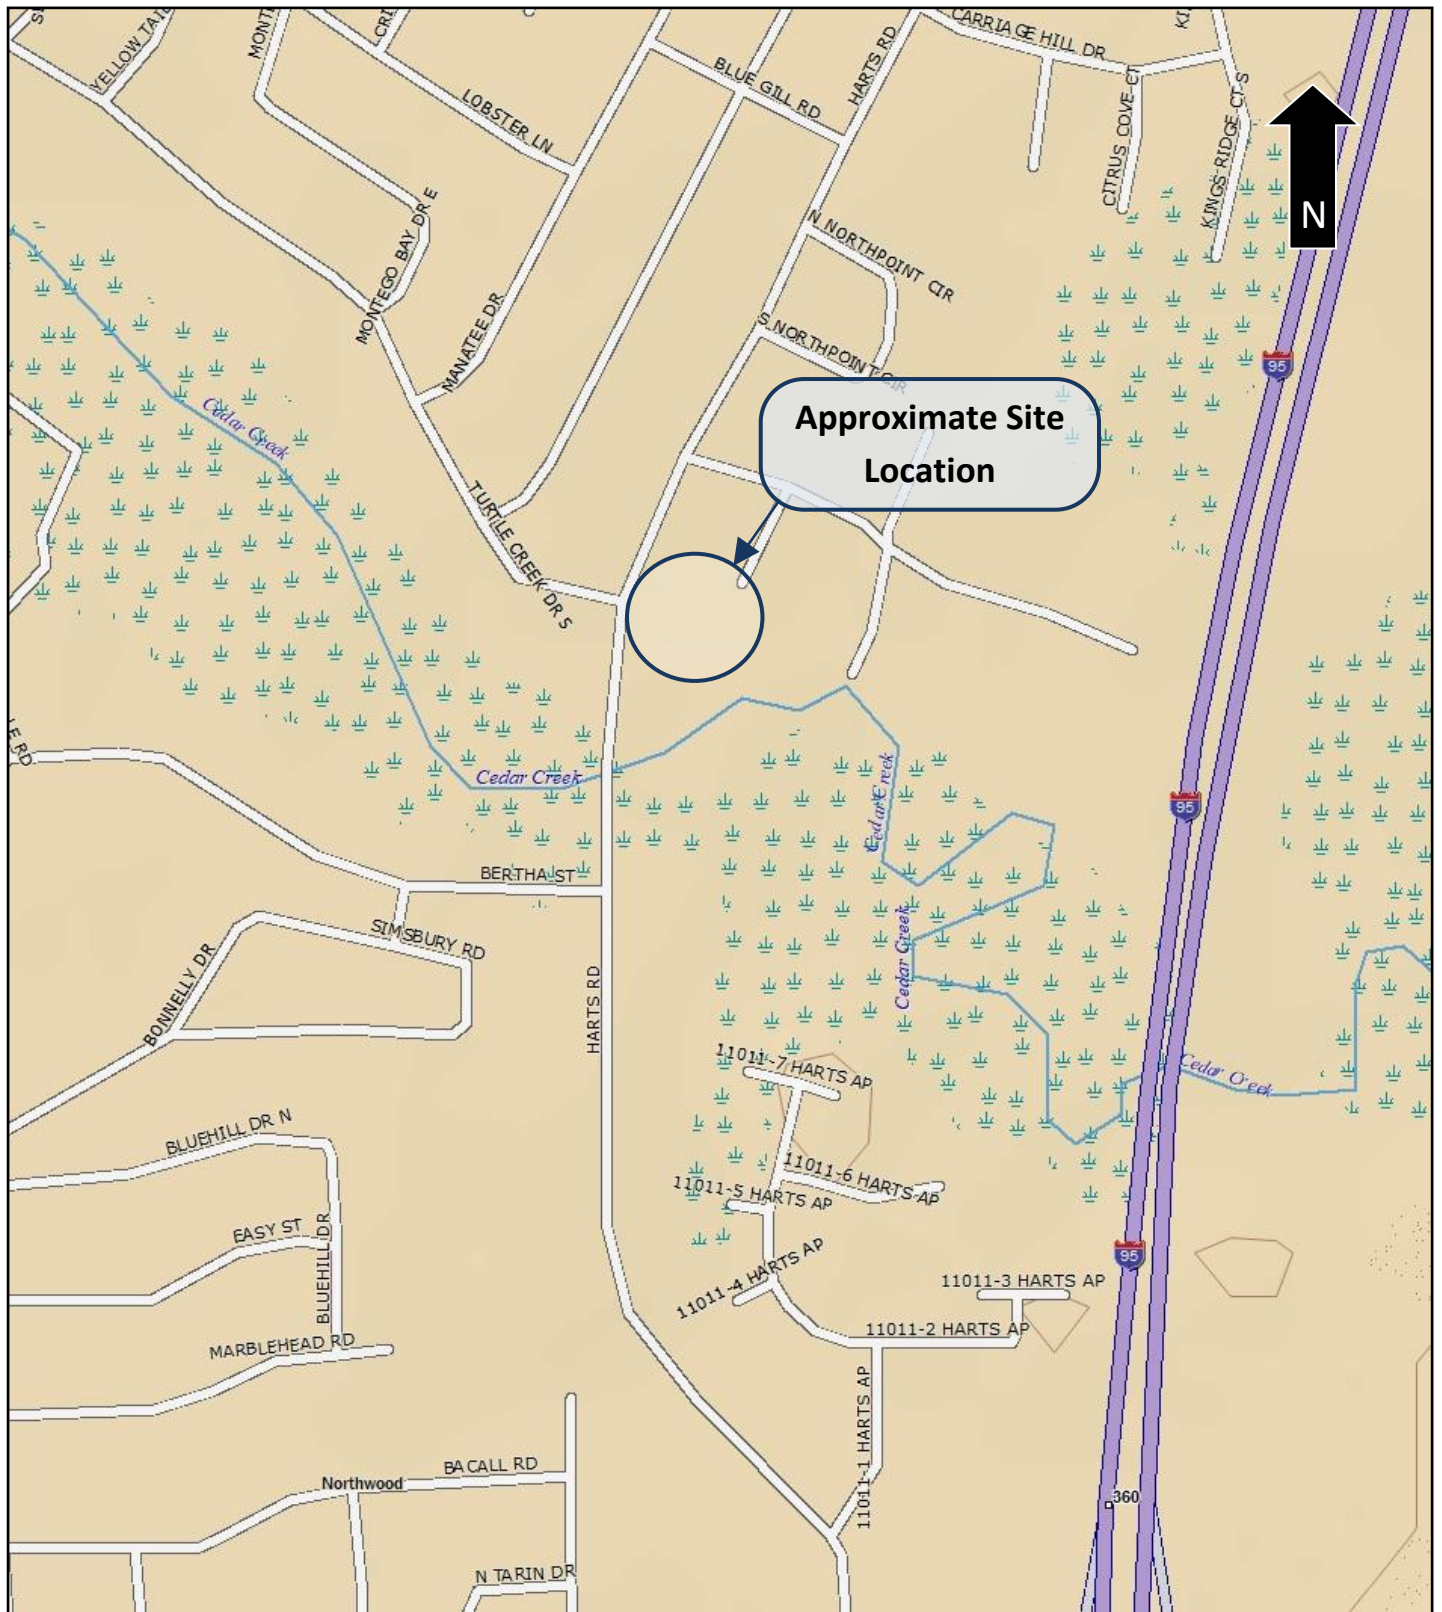 YELLOW TAIL
LOBSTER LN
BLUE GILL RD
HARTS RD
CARRIAGE HILL DR
CITRUS COVE CT
KINGS RIDGE CT S
N
MONTEGO BAY DR E
MANATEE DR
N NORTHPOINT CIR
S NORTHPOINT CIR
95
Approximate Site
Location
Cedar Creek
TURTLE CREEK DR S
Cedar Creek
Cedar Creek
95
BERTHA ST
SIMSBURY RD
BONNELLY DR
HARTS RD
Cedar Creek
Cedar Creek
11011-7 HARTS AP
BLUEHILL DR N
11011-6 HARTS AP
11011-5 HARTS AP
EASY ST
BLUEHILL DR
11011-4 HARTS AP
95
11011-3 HARTS AP
11011-2 HARTS AP
MARBLEHEAD RD
11011-1 HARTS AP
BACALL RD
Northwood
360
N TARIN DR